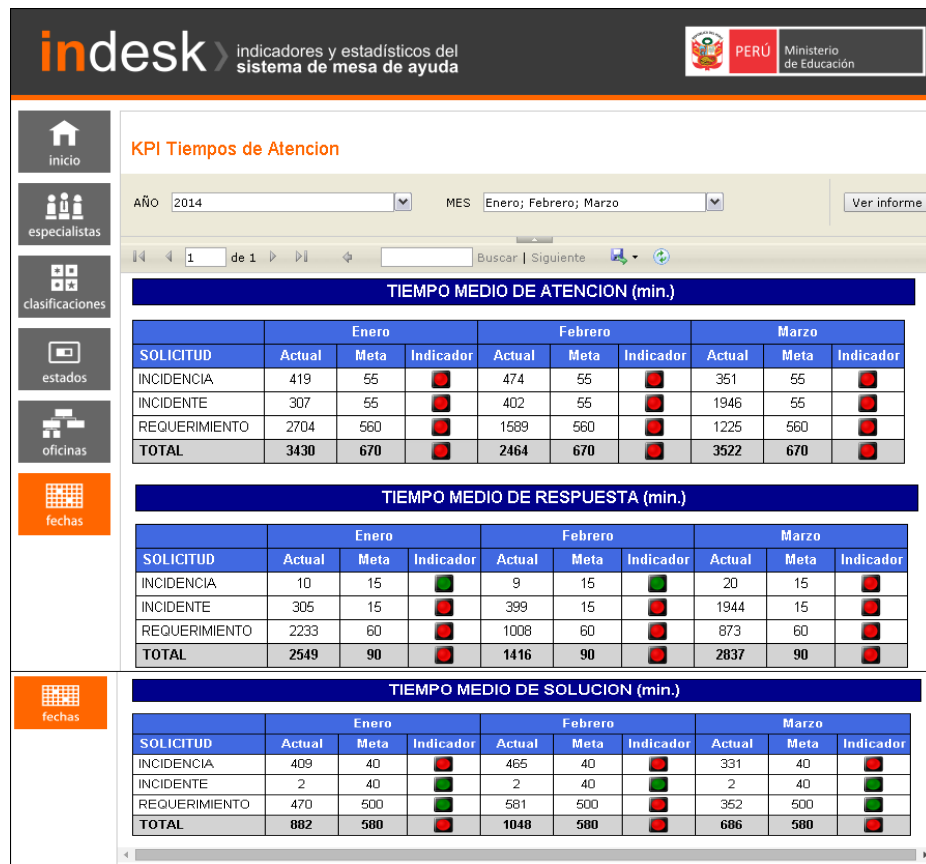 indesk › indicadores y estadísticos del
sistema de mesa de ayuda
PERÚ Ministerio
de Educación
inicio
especialistas
clasificaciones
estados
oficinas
fechas
KPI Tiempos de Atencion
AÑO 2014 MES Enero; Febrero; Marzo Ver informe
1 de 1 Buscar | Siguiente
TIEMPO MEDIO DE ATENCION (min.)
Enero Febrero Marzo
SOLICITUD Actual Meta Indicador Actual Meta Indicador Actual Meta Indicador
INCIDENCIA 419 55 474 55 351 55
INCIDENTE 307 55 402 55 1946 55
REQUERIMIENTO 2704 560 1589 560 1225 560
TOTAL 3430 670 2464 670 3522 670
TIEMPO MEDIO DE RESPUESTA (min.)
Enero Febrero Marzo
SOLICITUD Actual Meta Indicador Actual Meta Indicador Actual Meta Indicador
INCIDENCIA 10 15 9 15 20 15
INCIDENTE 305 15 399 15 1944 15
REQUERIMIENTO 2233 60 1008 60 873 60
TOTAL 2549 90 1416 90 2837 90
fechas
TIEMPO MEDIO DE SOLUCION (min.)
Enero Febrero Marzo
SOLICITUD Actual Meta Indicador Actual Meta Indicador Actual Meta Indicador
INCIDENCIA 409 40 465 40 331 40
INCIDENTE 2 40 2 40 2 40
REQUERIMIENTO 470 500 581 500 352 500
TOTAL 882 580 1048 580 686 580